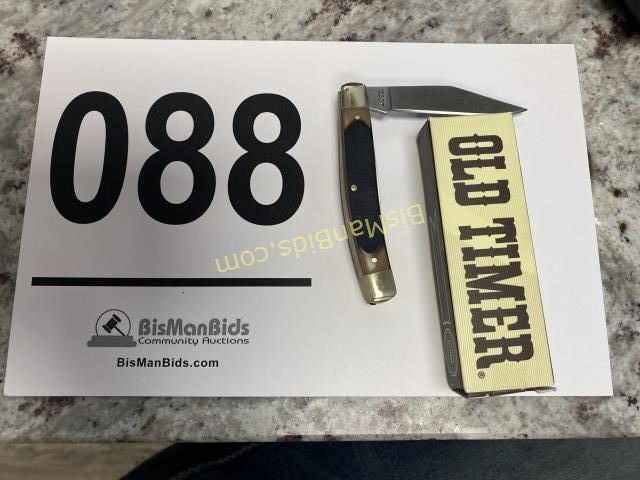 088
BisManBids
Community Auctions
BisManBids.com
BisManBids.com
OLD TIMER®